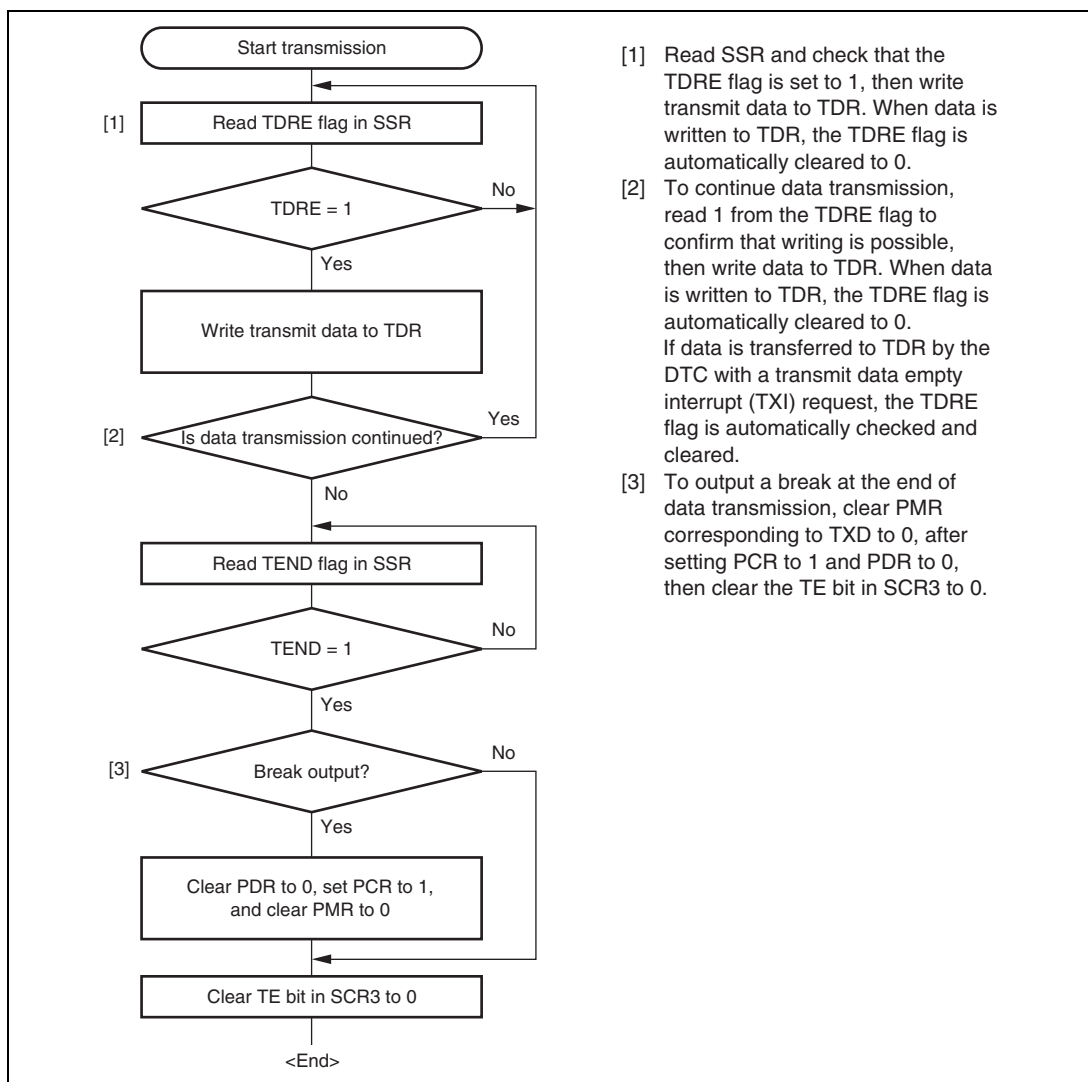 Start transmission
[1] Read TDRE flag in SSR
TDRE = 1
No
Yes
Write transmit data to TDR
[2] Is data transmission continued?
Yes
No
Read TEND flag in SSR
TEND = 1
No
Yes
[3] Break output?
No
Yes
Clear PDR to 0, set PCR to 1,
and clear PMR to 0
Clear TE bit in SCR3 to 0
<End>
[1] Read SSR and check that the
TDRE flag is set to 1, then write
transmit data to TDR. When data is
written to TDR, the TDRE flag is
automatically cleared to 0.
[2] To continue data transmission,
read 1 from the TDRE flag to
confirm that writing is possible,
then write data to TDR. When data
is written to TDR, the TDRE flag is
automatically cleared to 0.
If data is transferred to TDR by the
DTC with a transmit data empty
interrupt (TXI) request, the TDRE
flag is automatically checked and
cleared.
[3] To output a break at the end of
data transmission, clear PMR
corresponding to TXD to 0, after
setting PCR to 1 and PDR to 0,
then clear the TE bit in SCR3 to 0.